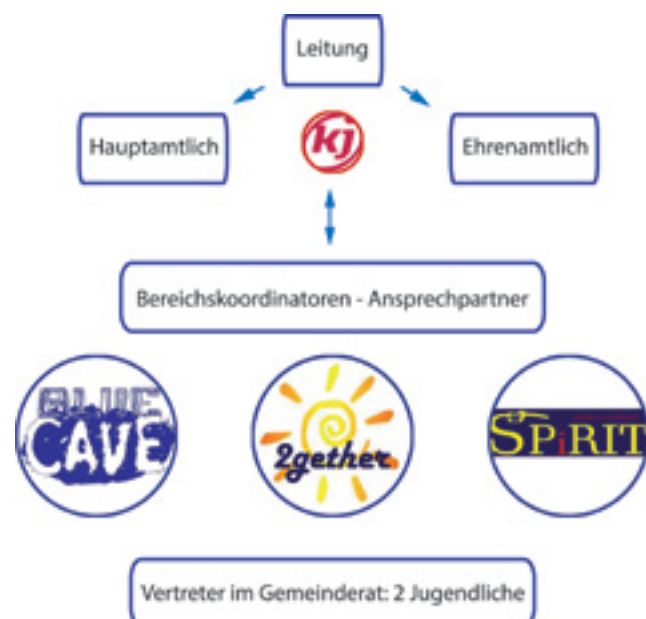 Leitung
Hauptamtlich
kj
Ehrenamtlich
Bereichskoordinatoren - Ansprechpartner
BLUE
CAVE
2gether
SPiRIT
Vertreter im Gemeinderat: 2 Jugendliche